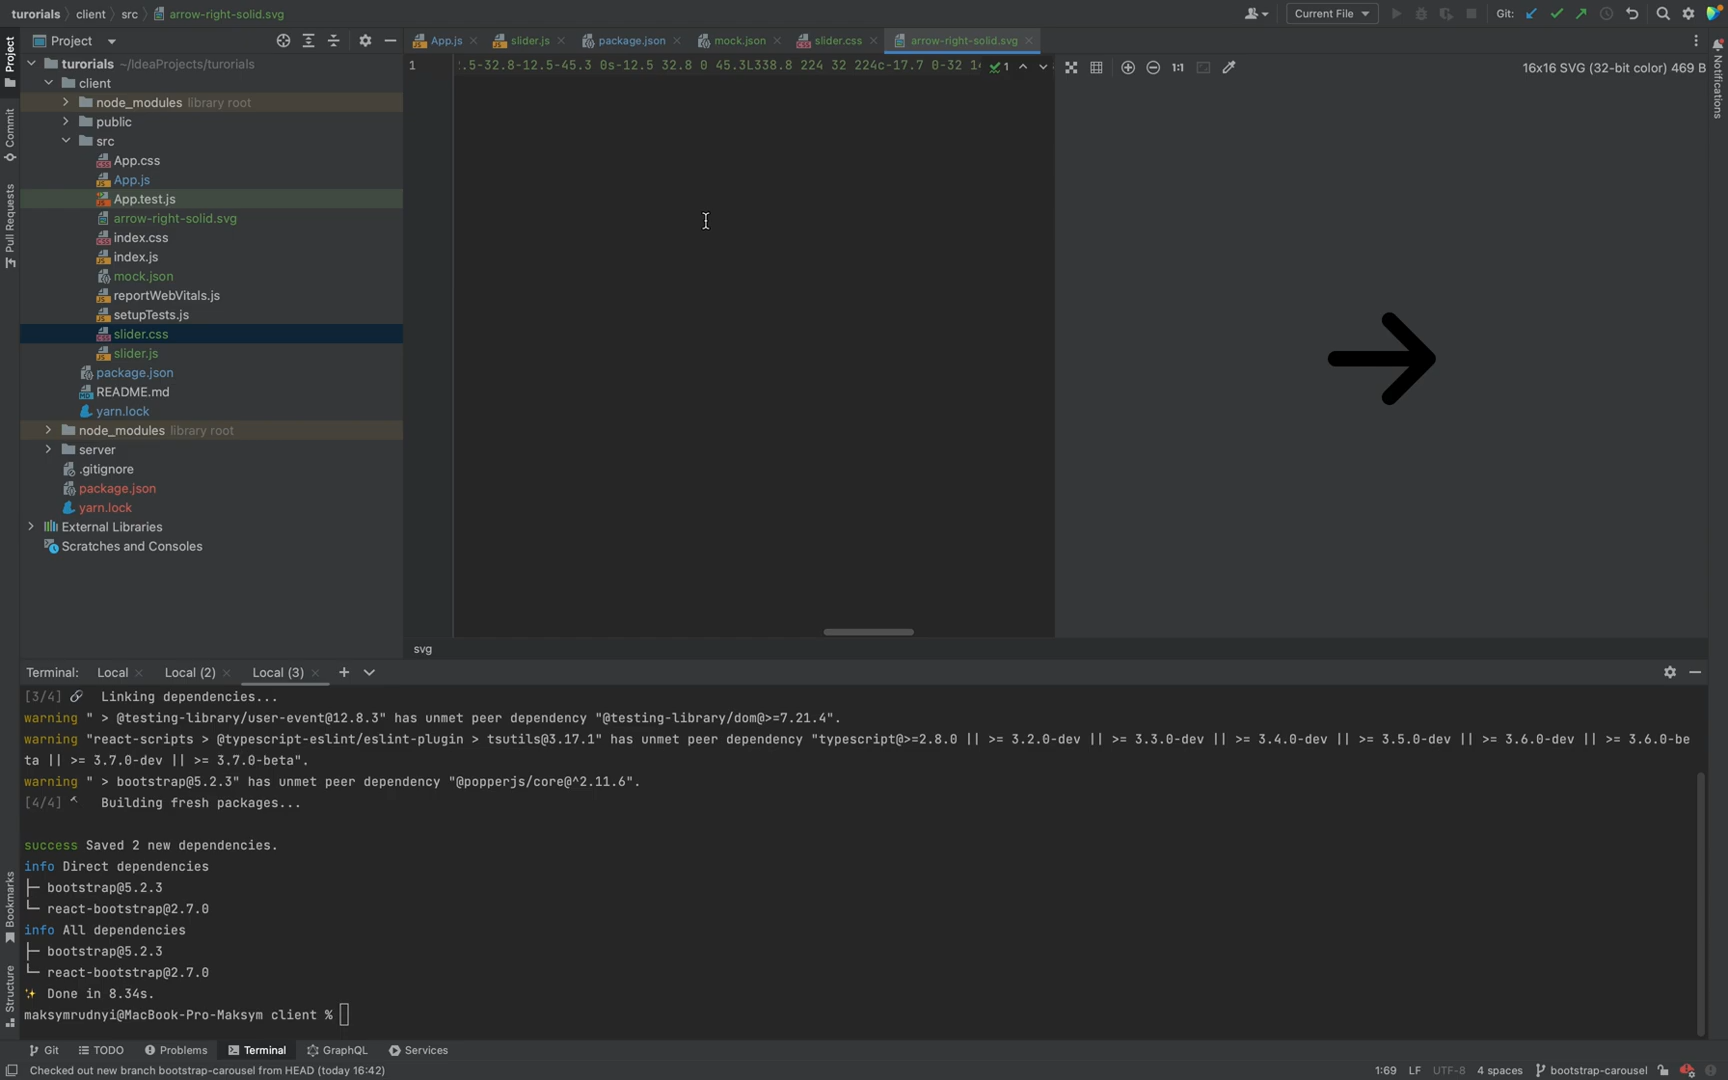 turorials client src arrow-right-solid.svg Current File Git:
Project
App.js slider.js package.json mock.json slider.css arrow-right-solid.svg
turorials ~/IdeaProjects/turorials
client
node_modules library root
public
src
App.css
App.js
App.test.js
arrow-right-solid.svg
index.css
index.js
mock.json
reportWebVitals.js
setupTests.js
slider.css
slider.js
package.json
README.md
yarn.lock
node_modules library root
server
.gitignore
package.json
yarn.lock
External Libraries
Scratches and Consoles
1 .5-32.8-12.5-45.3 0s-12.5 32.8 0 45.3L338.8 224 32 224c-17.7 0-32 1 1
1:1 16x16 SVG (32-bit color) 469 B
svg
Project
Commit
Pull Requests
Bookmarks
Structure
Notifications
Terminal: Local Local (2) Local (3)
[3/4] Linking dependencies...
warning " > @testing-library/user-event@12.8.3" has unmet peer dependency "@testing-library/dom@>=7.21.4".
warning "react-scripts > @typescript-eslint/eslint-plugin > tsutils@3.17.1" has unmet peer dependency "typescript@>=2.8.0 || >= 3.2.0-dev || >= 3.3.0-dev || >= 3.4.0-dev || >= 3.5.0-dev || >= 3.6.0-dev || >= 3.6.0-be
ta || >= 3.7.0-dev || >= 3.7.0-beta".
warning " > bootstrap@5.2.3" has unmet peer dependency "@popperjs/core@^2.11.6".
[4/4] Building fresh packages...
success Saved 2 new dependencies.
info Direct dependencies
├─ bootstrap@5.2.3
└─ react-bootstrap@2.7.0
info All dependencies
├─ bootstrap@5.2.3
└─ react-bootstrap@2.7.0
✨ Done in 8.34s.
maksymrudnyi@MacBook-Pro-Maksym client %
Git TODO Problems Terminal GraphQL Services
Checked out new branch bootstrap-carousel from HEAD (today 16:42) 1:69 LF UTF-8 4 spaces bootstrap-carousel